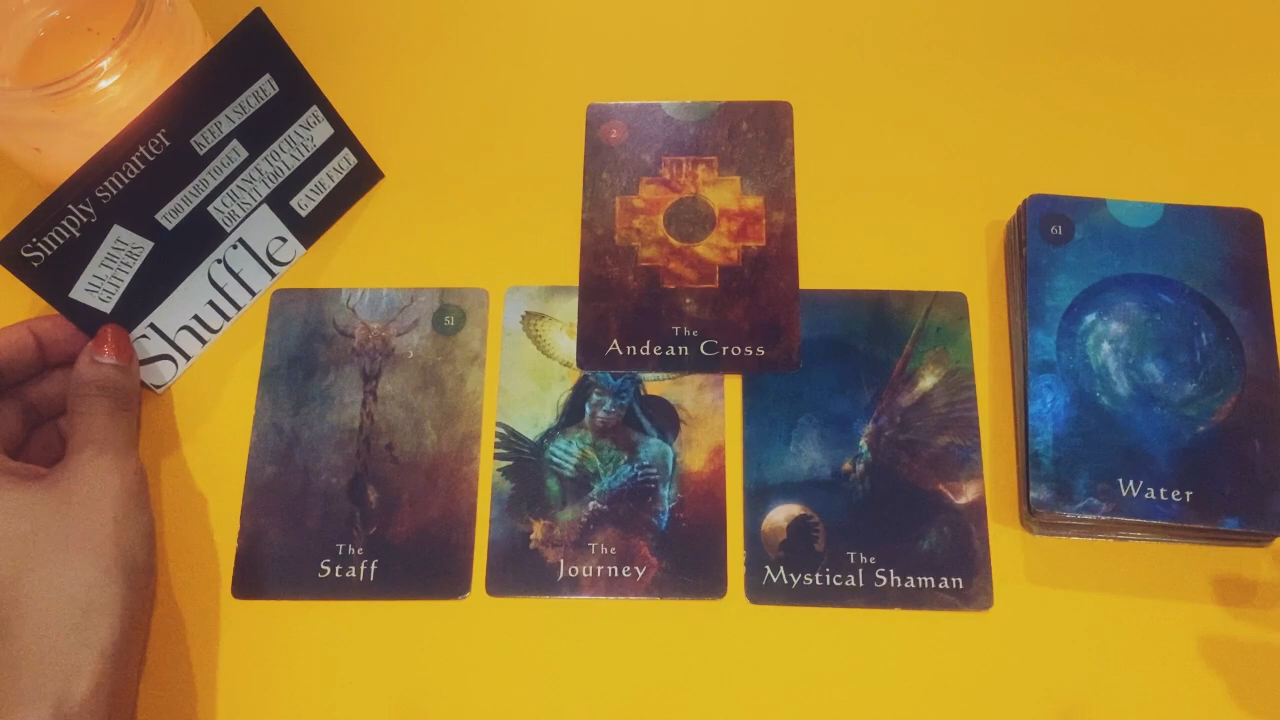 Simply smarter
KEEP A SECRET
TOO HARD TO GET
A CHANCE TO CHANGE
OR IS IT TOO LATE?
GAME FACE
ALL THAT
GLITTERS
Shuffle
2
The
Andean Cross
51
The
Staff
The
Journey
The
Mystical Shaman
61
Water